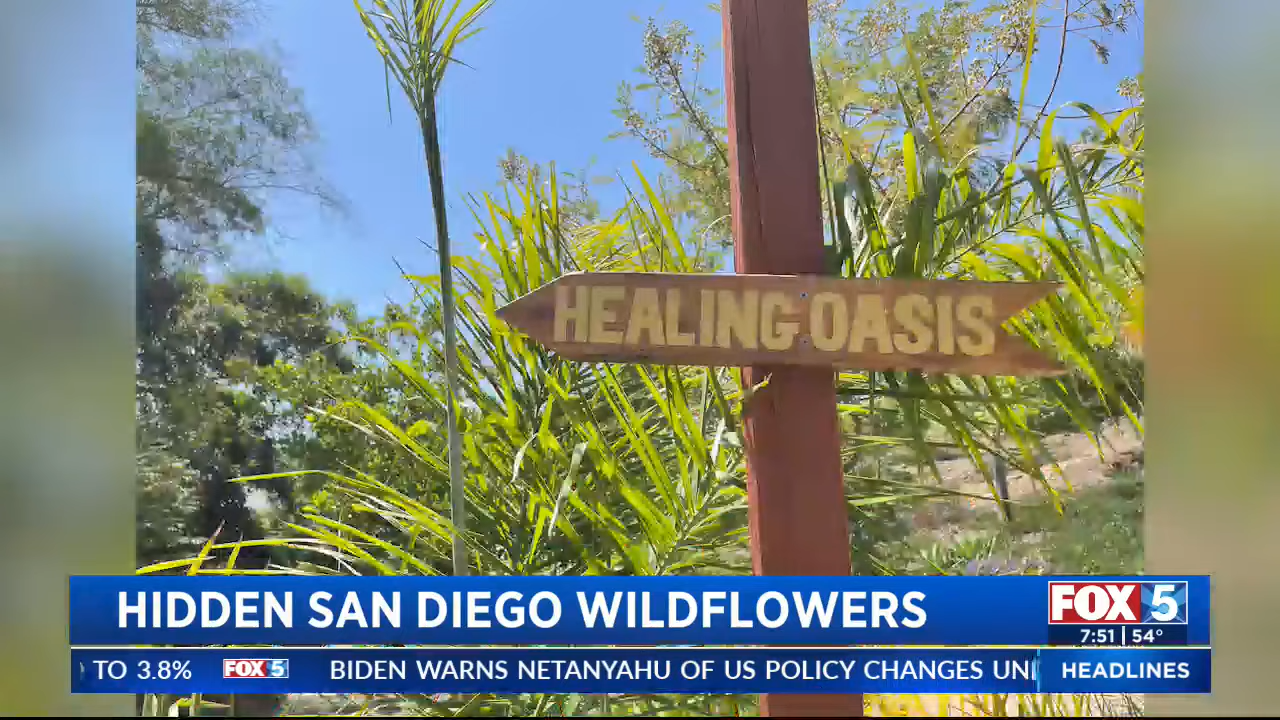 HEALING OASIS
HIDDEN SAN DIEGO WILDFLOWERS
FOX 5
7:51 | 54°
TO 3.8% FOX 5 BIDEN WARNS NETANYAHU OF US POLICY CHANGES
HEADLINES